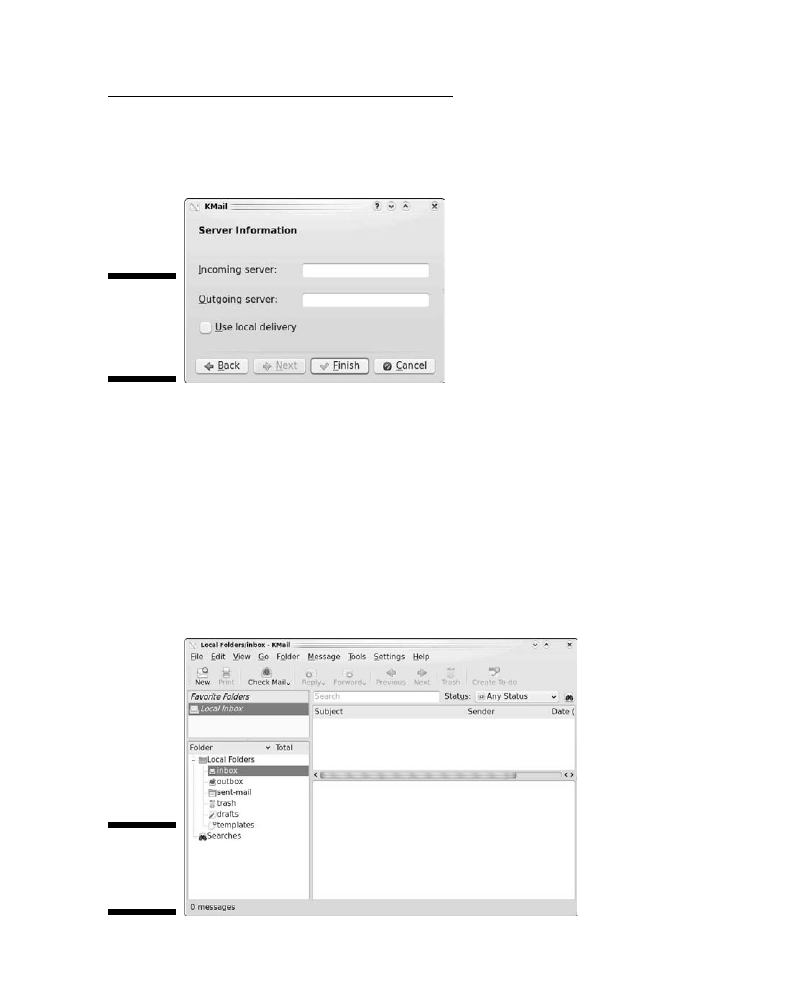 KMail
Server Information
Incoming server:
Outgoing server:
Use local delivery
Back Next Finish Cancel
Local Folders/inbox - KMail
File Edit View Go Folder Message Tools Settings Help
New Print Check Mail Reply Forward Previous Next Trash Create To-do
Favorite Folders
Search Status: Any Status
Local Inbox
Subject Sender Date (
Folder Total
Local Folders
inbox
outbox
sent-mail
trash
drafts
templates
Searches
0 messages